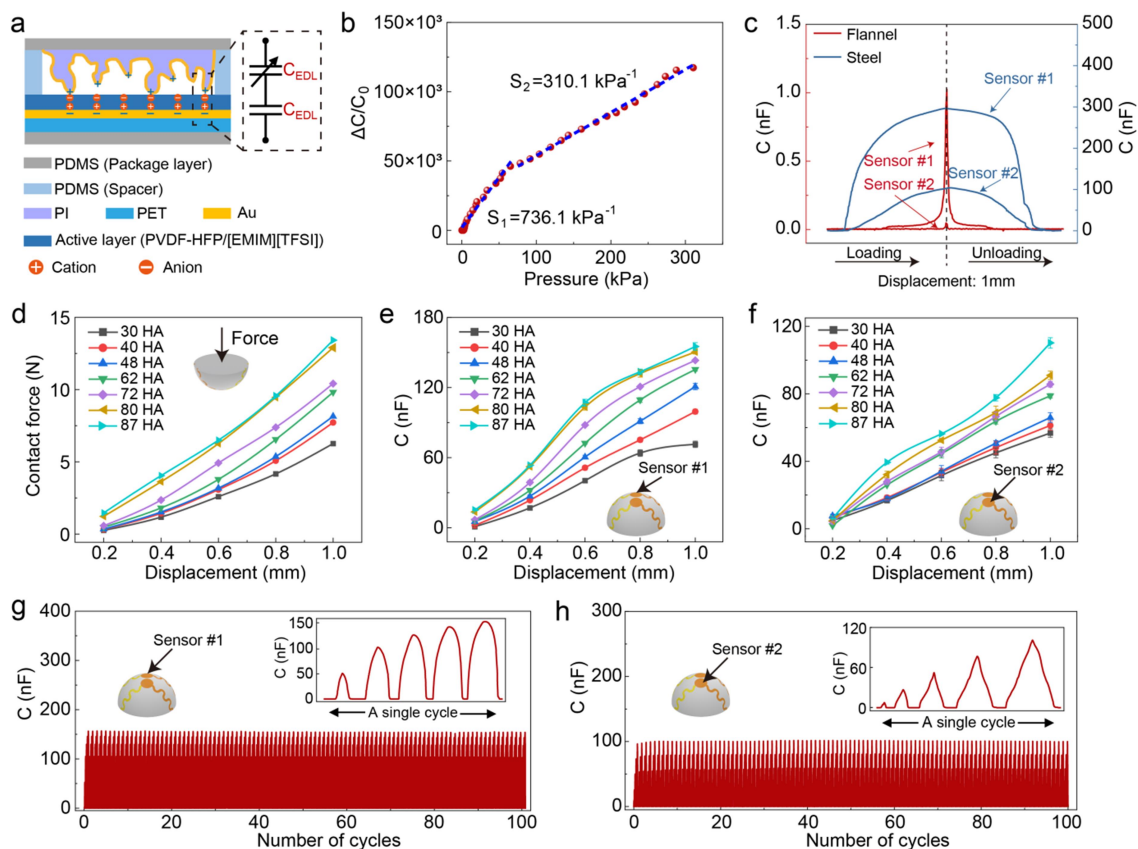 a
C_EDL
C_EDL
PDMS (Package layer)
PDMS (Spacer)
PI PET Au
Active layer (PVDF-HFP/[EMIM][TFSI])
+ Cation − Anion
b
150×10³
100×10³
50×10³
0
ΔC/C₀
S₂=310.1 kPa⁻¹
S₁=736.1 kPa⁻¹
0 100 200 300
Pressure (kPa)
c
1.5
1.0
0.5
0.0
C (nF)
Flannel
Steel
Sensor #1
Sensor #1
Sensor #2
Sensor #2
500
400
300
200
100
0
C (nF)
Loading Unloading
Displacement: 1mm
d
15
12.5
10
7.5
5
2.5
0
Contact force (N)
30 HA
40 HA
48 HA
62 HA
72 HA
80 HA
87 HA
Force
0.2 0.4 0.6 0.8 1.0
Displacement (mm)
e
180
120
60
0
C (nF)
30 HA
40 HA
48 HA
62 HA
72 HA
80 HA
87 HA
Sensor #1
0.2 0.4 0.6 0.8 1.0
Displacement (mm)
f
120
80
40
0
C (nF)
30 HA
40 HA
48 HA
62 HA
72 HA
80 HA
87 HA
Sensor #2
0.2 0.4 0.6 0.8 1.0
Displacement (mm)
g
400
300
200
100
0
C (nF)
Sensor #1
150
100
50
0
C (nF)
A single cycle
0 20 40 60 80 100
Number of cycles
h
300
200
100
0
C (nF)
Sensor #2
120
60
0
C (nF)
A single cycle
0 20 40 60 80 100
Number of cycles